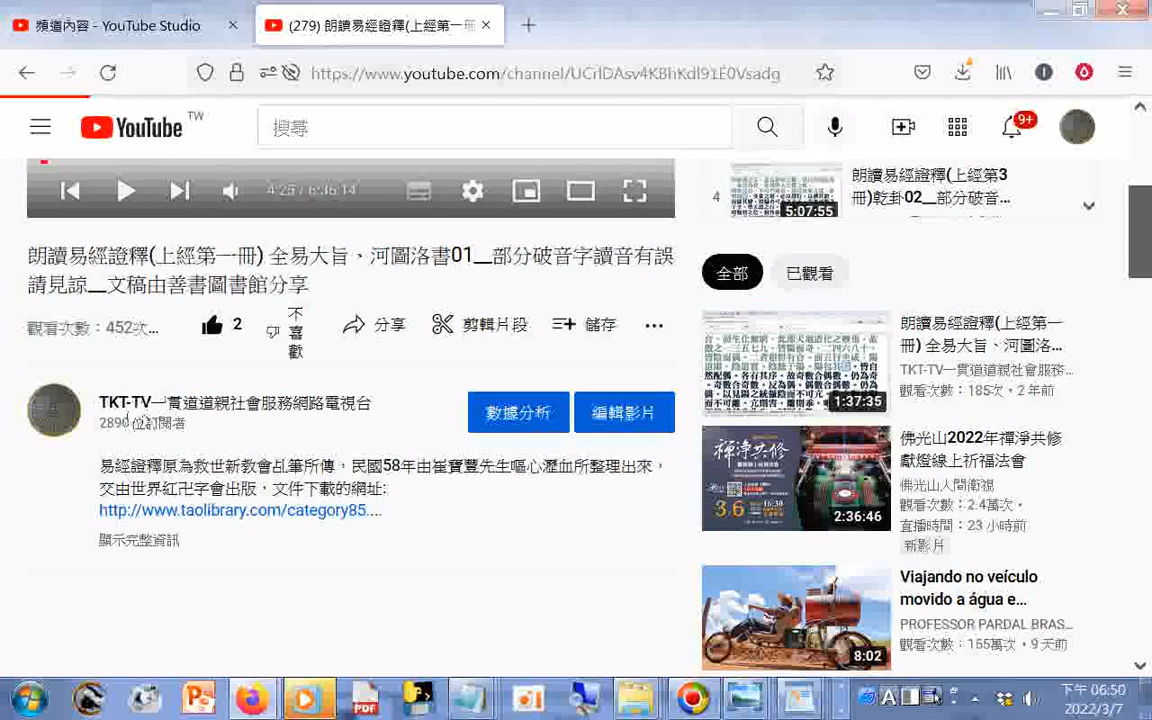 頻道內容 - YouTube Studio
(279) 朗讀易經證釋(上經第一冊
https://www.youtube.com/channel/UCrlDAsv4KBhKdl91E0Vsadg
YouTube TW
搜尋
9+
4:25 / 6:36:14
朗讀易經證釋(上經第一冊) 全易大旨、河圖洛書01__部分破音字讀音有誤
請見諒__文稿由善書圖書館分享
觀看次數：452次...
2
不喜歡
分享
剪輯片段
儲存
TKT-TV一貫道道親社會服務網路電視台
2890 位訂閱者
數據分析
編輯影片
易經證釋原為救世新教會乩筆所傳，民國58年由崔寶豐先生嘔心瀝血所整理出來，
交由世界紅卍字會出版，文件下載的網址:
http://www.taolibrary.com/category85....
顯示完整資訊
4
5:07:55
朗讀易經證釋(上經第3
冊)乾卦02__部分破音...
全部
已觀看
1:37:35
朗讀易經證釋(上經第一
冊) 全易大旨、河圖洛...
TKT-TV一貫道道親社會服務...
觀看次數：185次 · 2 年前
禪淨共修
3.6
16:30
2:36:46
佛光山2022年禪淨共修
獻燈線上祈福法會
佛光山人間衛視
觀看次數：2.4萬次 ·
直播時間：23 小時前
新影片
8:02
Viajando no veículo
movido a água e...
PROFESSOR PARDAL BRAS...
觀看次數：165萬次 · 9 天前
PDF
A
下午 06:50
2022/3/7